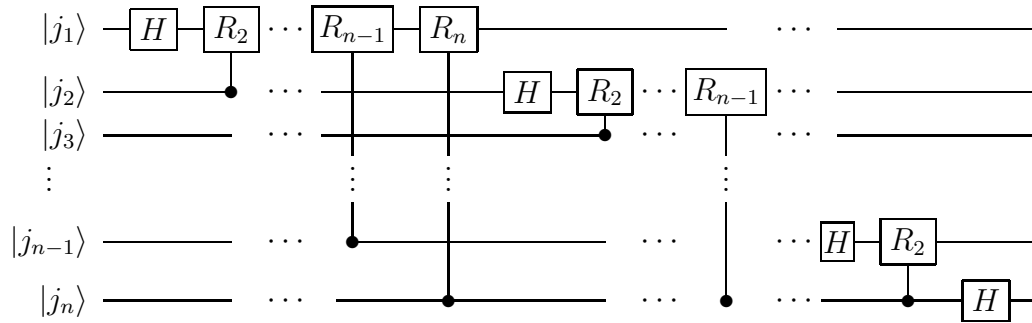 |j₁⟩ H R₂ ··· Rₙ₋₁ Rₙ ···
|j₂⟩ ··· H R₂ ··· Rₙ₋₁ ···
|j₃⟩ ··· ··· ···
⋮ ⋮ ⋮ ⋮
|jₙ₋₁⟩ ··· ··· ··· H R₂
|jₙ⟩ ··· ··· ··· H